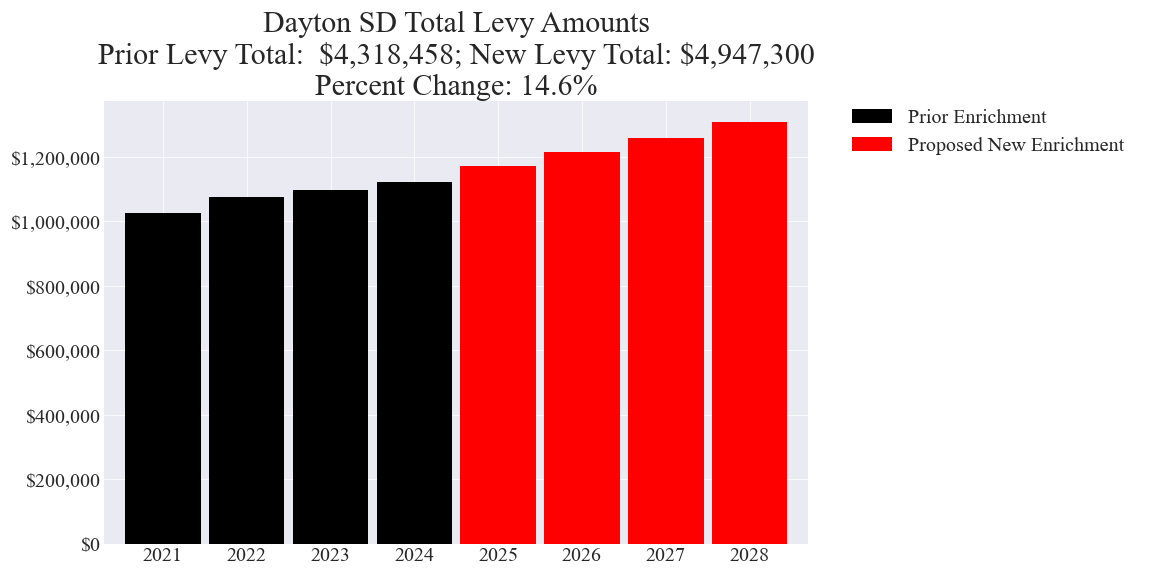 Dayton SD Total Levy Amounts
Prior Levy Total:  $4,318,458; New Levy Total: $4,947,300
Percent Change: 14.6%
Prior Enrichment
Proposed New Enrichment
$1,200,000
$1,000,000
$800,000
$600,000
$400,000
$200,000
$0
2021 2022 2023 2024 2025 2026 2027 2028